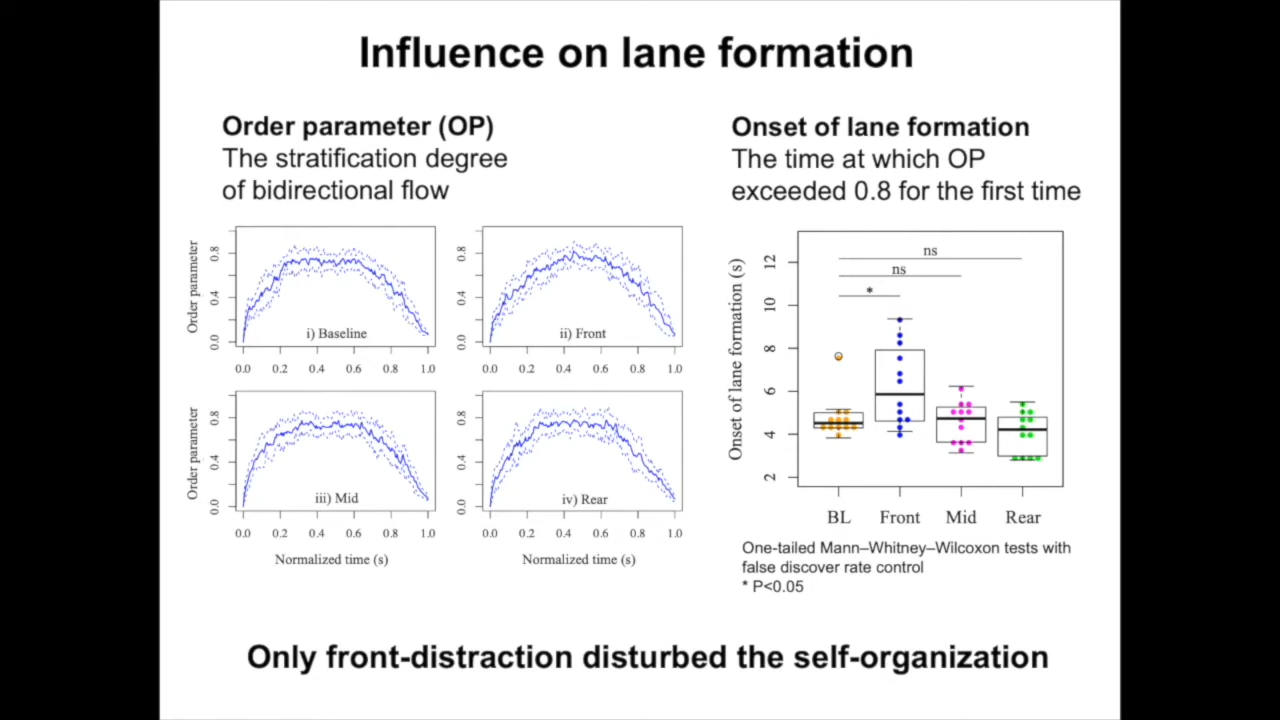 Influence on lane formation
Order parameter (OP)
The stratification degree
of bidirectional flow
Order parameter
0.0 0.4 0.8
i) Baseline
0.0 0.2 0.4 0.6 0.8 1.0
0.0 0.4 0.8
ii) Front
0.0 0.2 0.4 0.6 0.8 1.0
Order parameter
0.0 0.4 0.8
iii) Mid
0.0 0.2 0.4 0.6 0.8 1.0
Normalized time (s)
0.0 0.4 0.8
iv) Rear
0.0 0.2 0.4 0.6 0.8 1.0
Normalized time (s)
Onset of lane formation
The time at which OP
exceeded 0.8 for the first time
Onset of lane formation (s)
2 4 6 8 10 12
ns
ns
*
BL Front Mid Rear
One-tailed Mann–Whitney–Wilcoxon tests with
false discover rate control
* P<0.05
Only front-distraction disturbed the self-organization